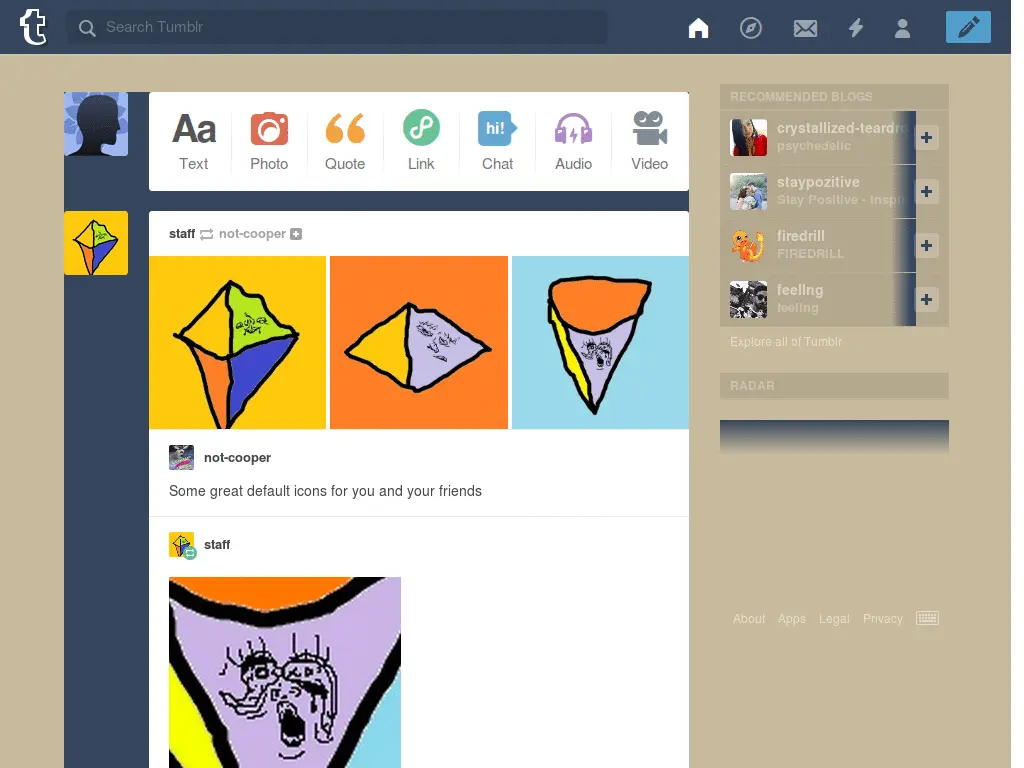 t
Search Tumblr
Aa
hi!
Text Photo Quote Link Chat Audio Video
staff not-cooper
not-cooper
Some great default icons for you and your friends
staff
RECOMMENDED BLOGS
crystallized-teardro
psychedelic
staypozitive
Stay Positive - Inspi
firedrill
FIREDRILL
feellng
feeling
Explore all of Tumblr
RADAR
About Apps Legal Privacy